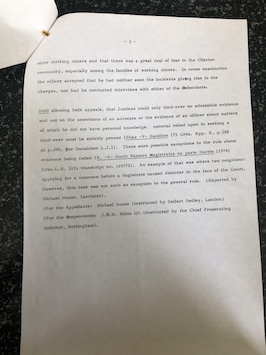 - 2 -
other striking miners and that there was a great deal of fear in the Ollerton
community, especially among the families of working miners. In cross examination
the officer accepted that he had neither seen the incidents giving rise to the
charges, nor had he conducted interviews with either of the defendants.
Held allowing both appeals, that Justices could only bind-over on admissible evidence
and not on the assertions of an advocate or the evidence of an officer about matters
of which he did not have personal knowledge. Material relied upon in making a
bind-over must be strictly proved (Shaw -V- Hamilton (75 Crim. App. R. p.288
at p.291, per Donaldson L.J.)). There were possible exceptions to the rule about
evidence being called (R. -V- South Western Magistrates ex parte Harris (1974)
Crim.L.R. 313; transcript no.). An example of that where two neighbours
applying for a summons before a Magistrate caused disorder in the face of the Court.
However, this case was not such an exception to the general rule. (Reported by
Michael House, barrister).
(For the Appellants: Michael House (instructed by Sedley, London)
(For the Respondents: Milmo QC (instructed by the Chief Prosecuting
Solicitor, Nottingham).